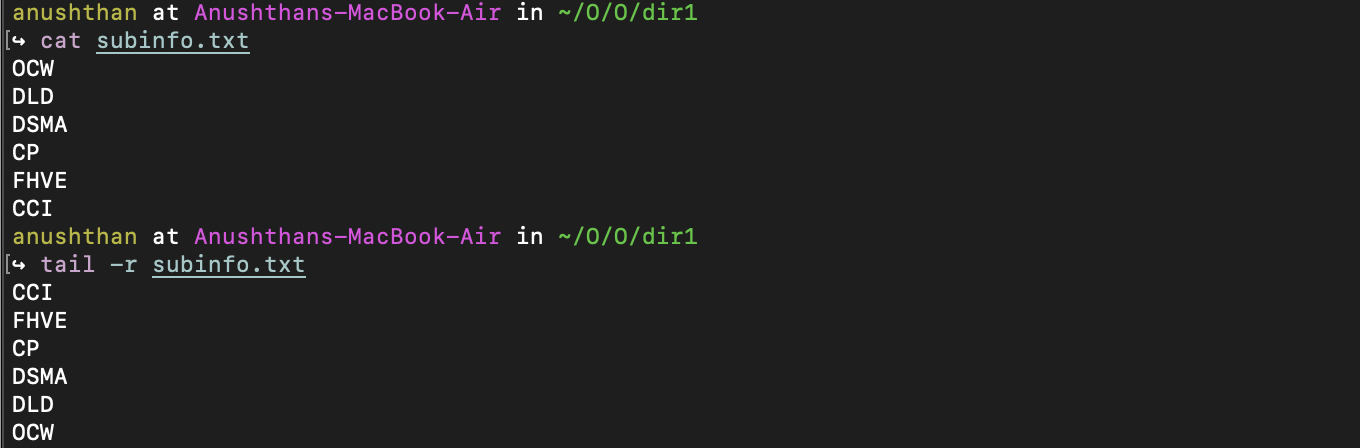 anushthan at Anushthans-MacBook-Air in ~/O/O/dir1
[↪ cat subinfo.txt
OCW
DLD
DSMA
CP
FHVE
CCI
anushthan at Anushthans-MacBook-Air in ~/O/O/dir1
[↪ tail -r subinfo.txt
CCI
FHVE
CP
DSMA
DLD
OCW